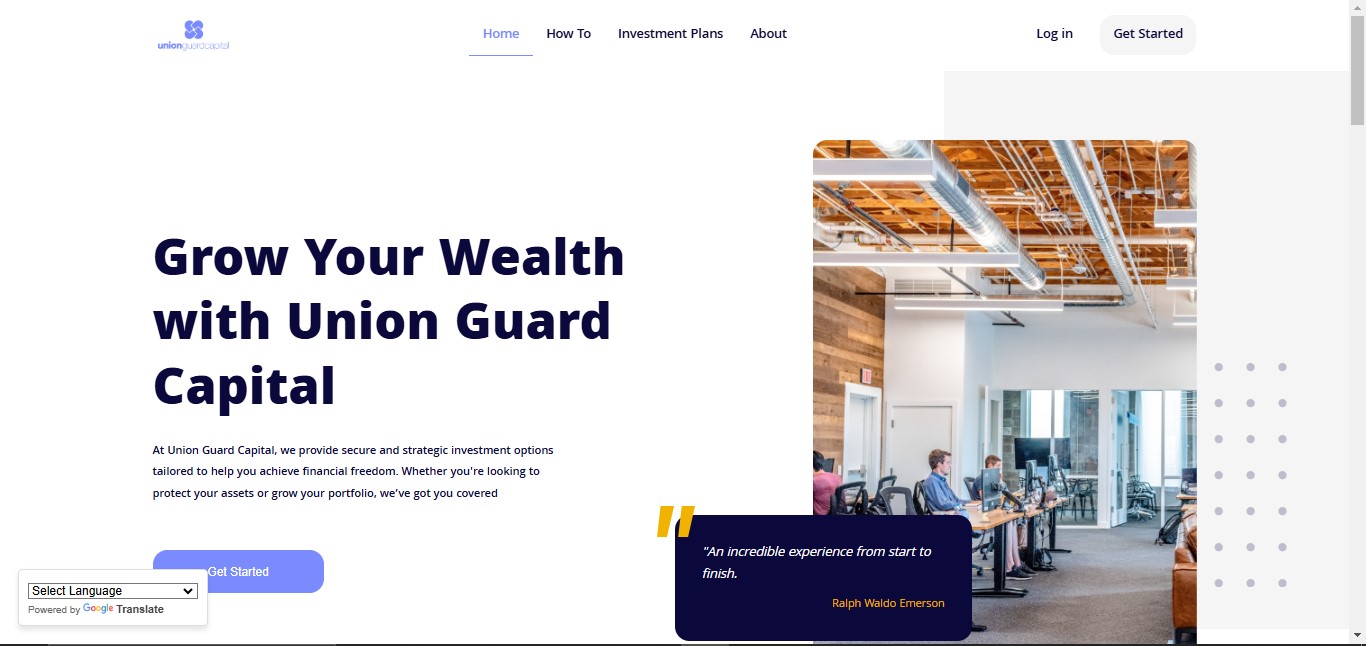 unionguardcapital
Home
How To
Investment Plans
About
Log in
Get Started
Grow Your Wealth
with Union Guard
Capital
At Union Guard Capital, we provide secure and strategic investment options
tailored to help you achieve financial freedom. Whether you're looking to
protect your assets or grow your portfolio, we've got you covered
Get Started
Select Language
Powered by Google Translate
"An incredible experience from start to
finish.
Ralph Waldo Emerson